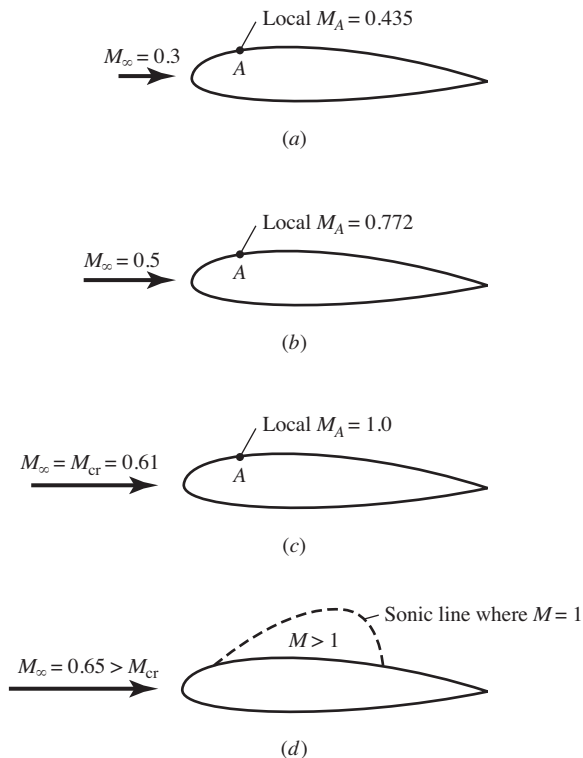 Local M_A = 0.435
M_∞ = 0.3
A
(a)
Local M_A = 0.772
M_∞ = 0.5
A
(b)
Local M_A = 1.0
M_∞ = M_cr = 0.61
A
(c)
Sonic line where M = 1
M > 1
M_∞ = 0.65 > M_cr
(d)